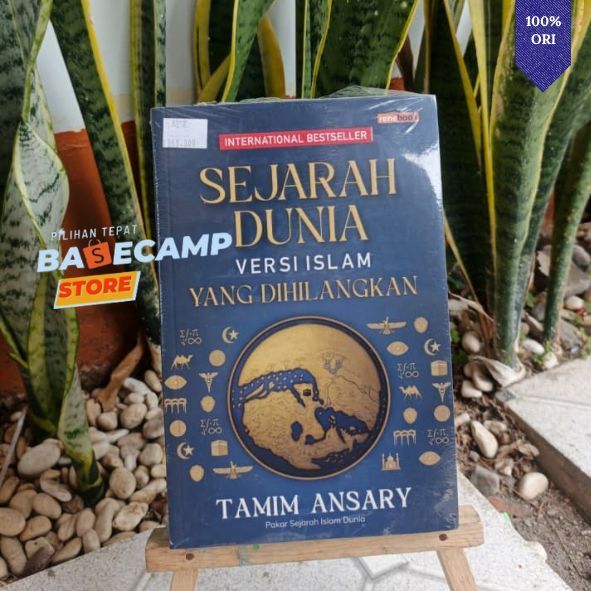 100%
ORI
renebook
INTERNATIONAL BESTSELLER
SEJARAH
DUNIA
VERSI ISLAM
YANG DIHILANGKAN
PILIHAN TEPAT
BASECAMP
STORE
TAMIM ANSARY
Pakar Sejarah Islam Dunia